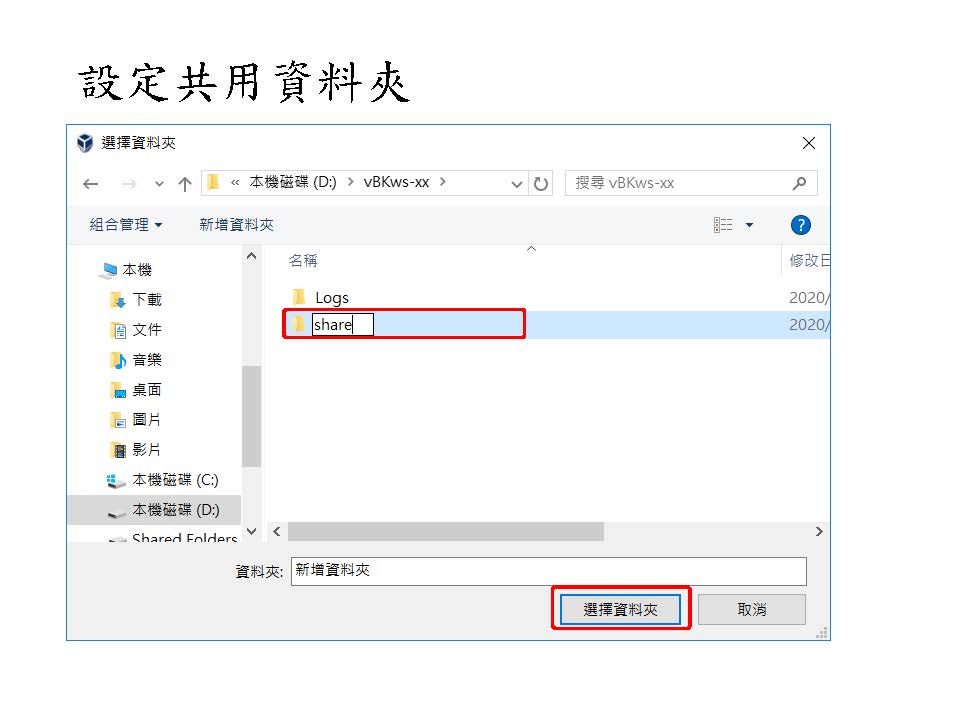 設定共用資料夾
選擇資料夾
« 本機磁碟 (D:) > vBKws-xx >
搜尋 vBKws-xx
組合管理
新增資料夾
本機
下載
文件
音樂
桌面
圖片
影片
本機磁碟 (C:)
本機磁碟 (D:)
Shared Folders
名稱
修改日
Logs
2020/
share
2020/
資料夾:
新增資料夾
選擇資料夾
取消